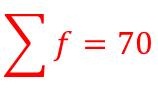 ∑ f = 70